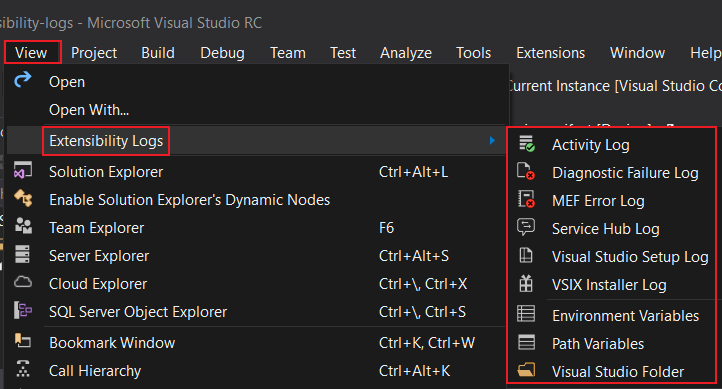 sibility-logs - Microsoft Visual Studio RC
View Project Build Debug Team Test Analyze Tools Extensions Window Help
Open
Current Instance [Visual Studio Co
Open With...
Extensibility Logs
Activity Log
Diagnostic Failure Log
MEF Error Log
Service Hub Log
Visual Studio Setup Log
VSIX Installer Log
Environment Variables
Path Variables
Visual Studio Folder
Solution Explorer Ctrl+Alt+L
Enable Solution Explorer's Dynamic Nodes
Team Explorer F6
Server Explorer Ctrl+Alt+S
Cloud Explorer Ctrl+\, Ctrl+X
SQL Server Object Explorer Ctrl+\, Ctrl+S
Bookmark Window Ctrl+K, Ctrl+W
Call Hierarchy Ctrl+Alt+K